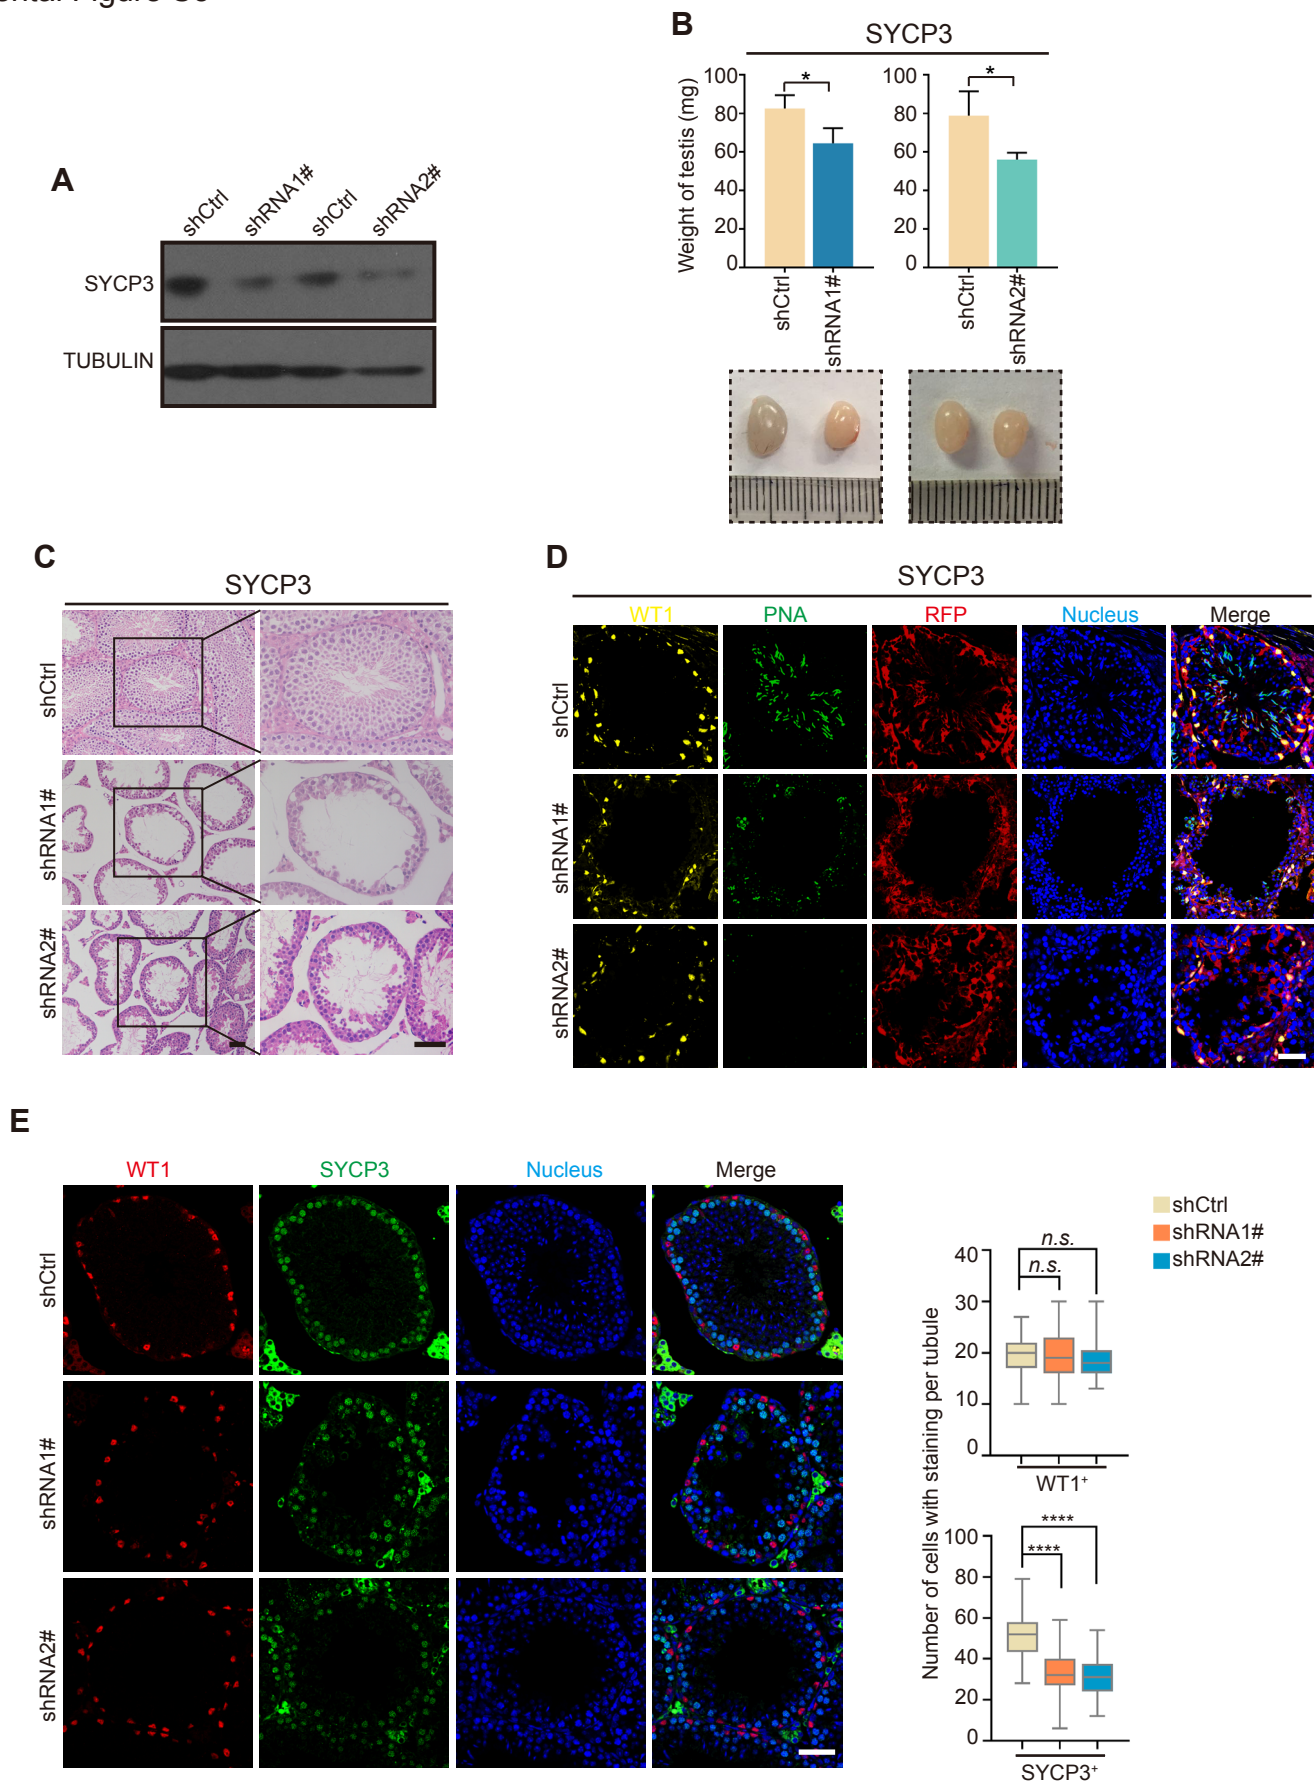 A
shCtrl
shRNA1#
shCtrl
shRNA2#
SYCP3
TUBULIN
B
SYCP3
Weight of testis (mg)
100
80
60
40
20
0
*
shCtrl
shRNA1#
100
80
60
40
20
0
*
shCtrl
shRNA2#
C
SYCP3
shCtrl
shRNA1#
shRNA2#
D
SYCP3
WT1 PNA RFP Nucleus Merge
shCtrl
shRNA1#
shRNA2#
E
WT1 SYCP3 Nucleus Merge
shCtrl
shRNA1#
shRNA2#
shCtrl
shRNA1#
shRNA2#
Number of cells with staining per tubule
40
30
20
10
0
n.s.
n.s.
WT1⁺
100
80
60
40
20
0
****
****
SYCP3⁺